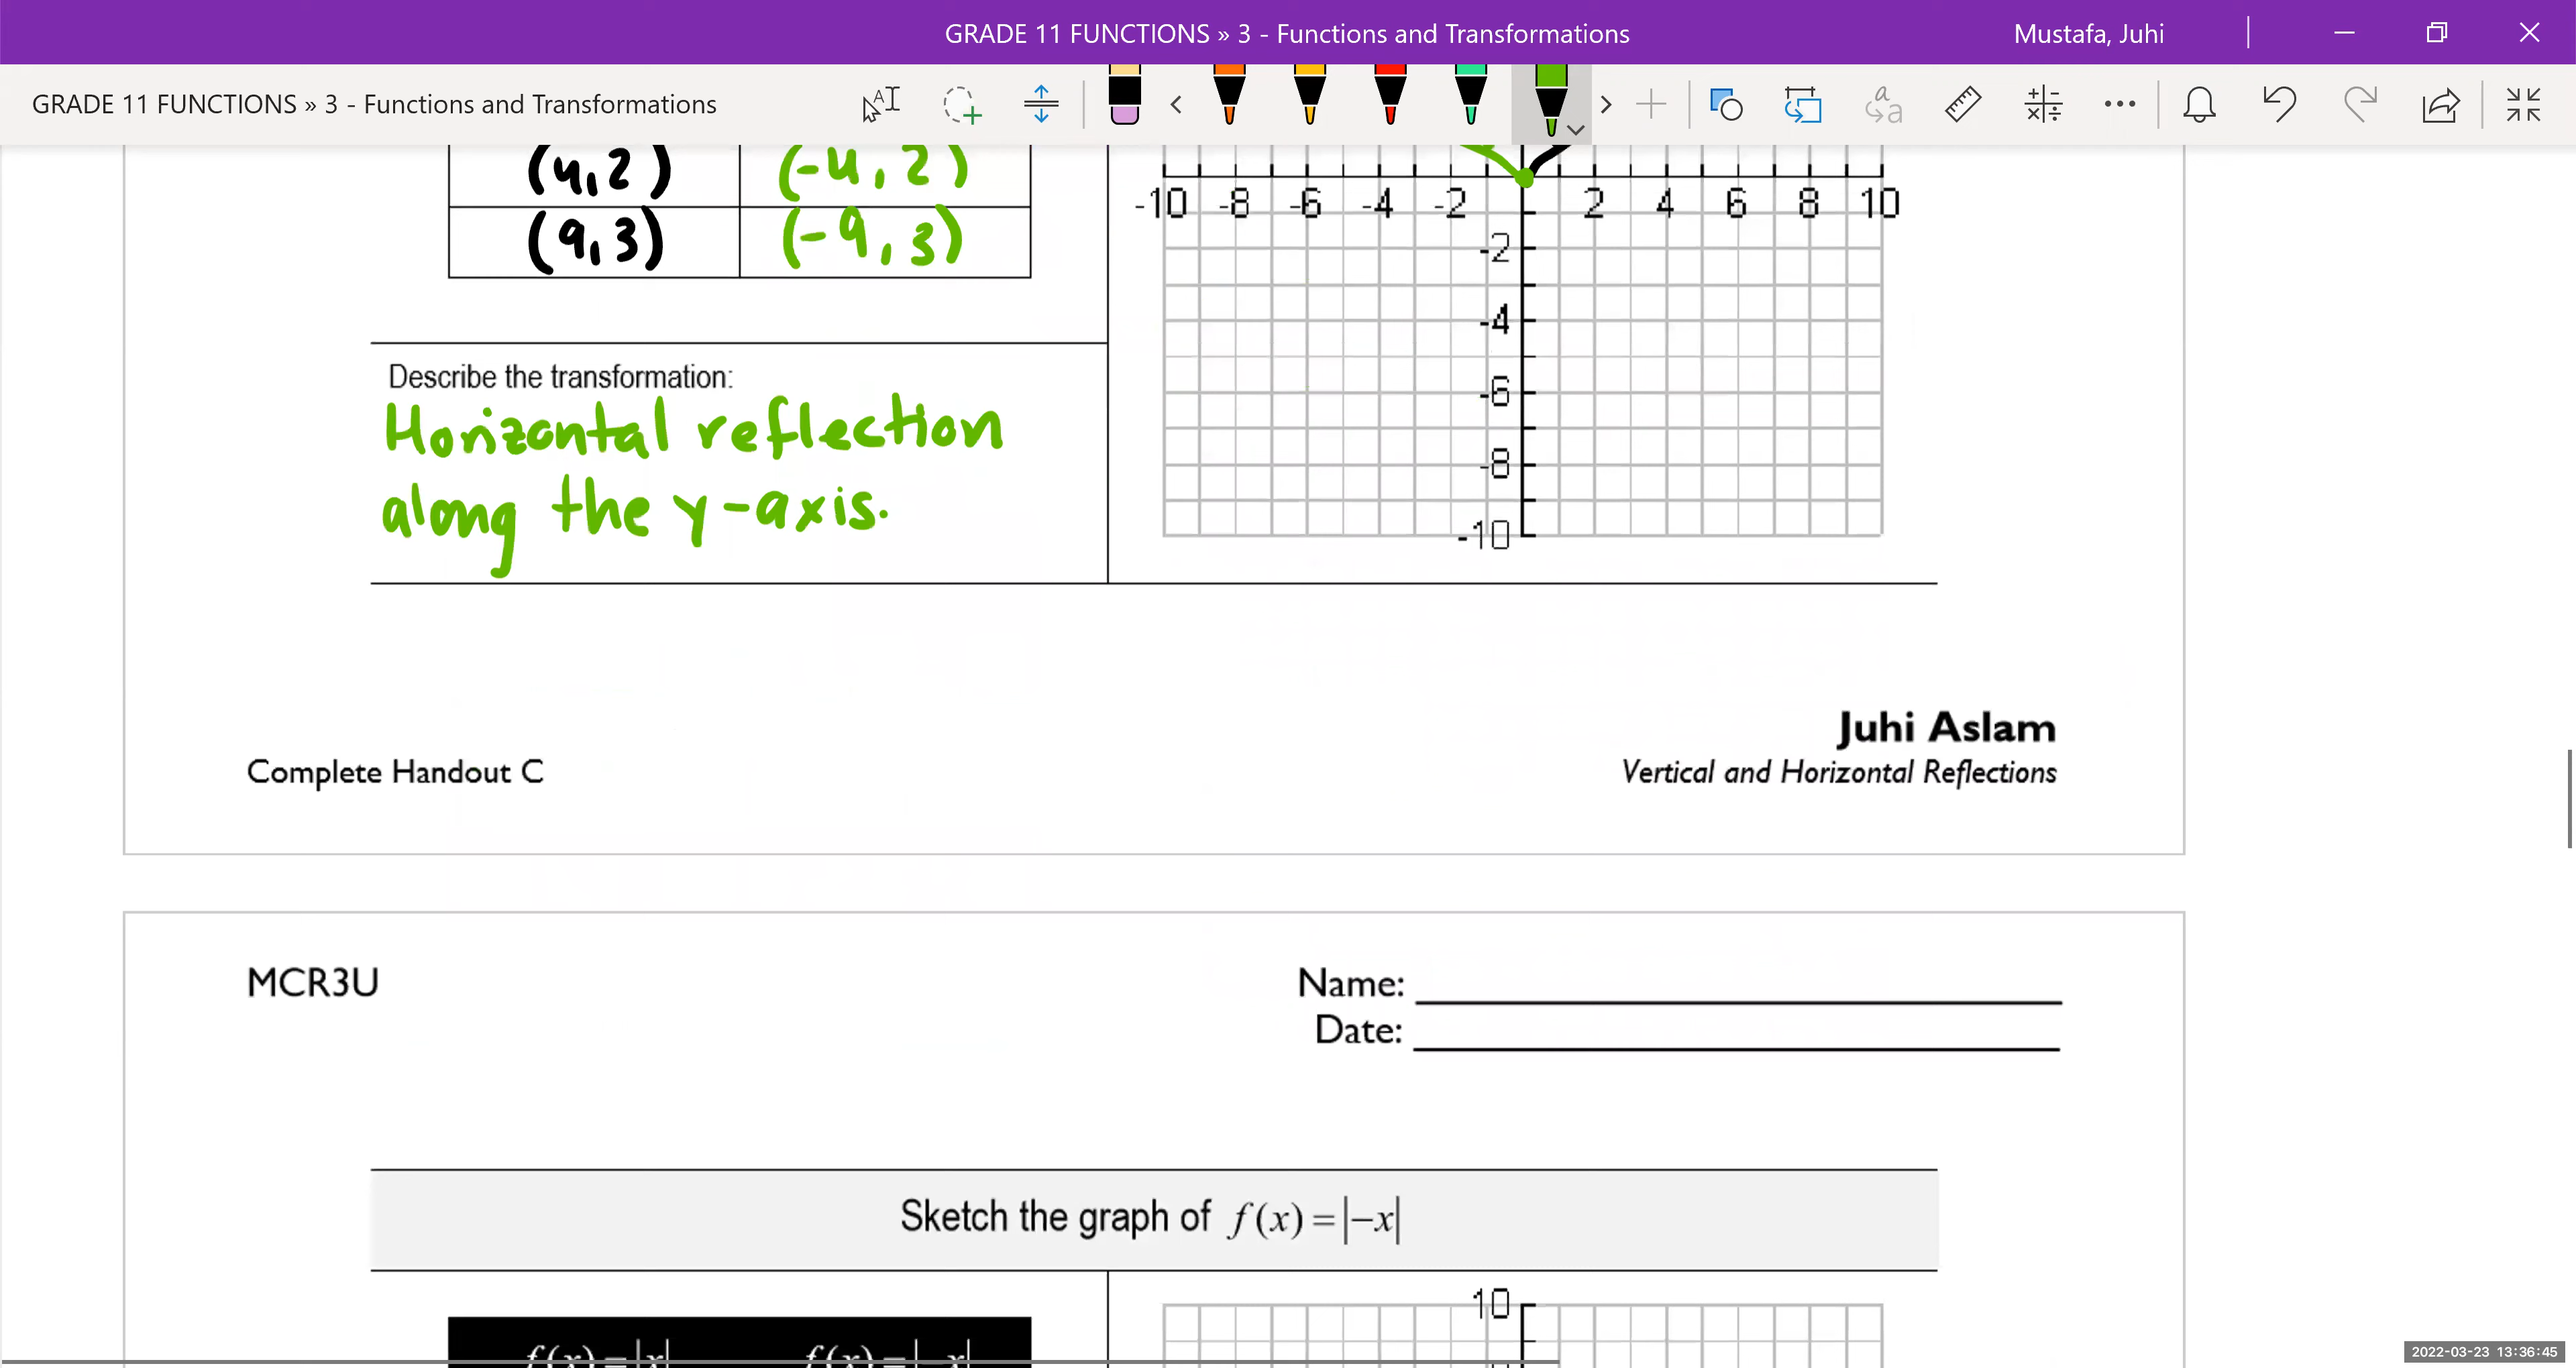 GRADE 11 FUNCTIONS » 3 - Functions and Transformations
Mustafa, Juhi
GRADE 11 FUNCTIONS » 3 - Functions and Transformations
(4,2) (-4,2)
(9,3) (-9,3)
-10 -8 -6 -4 -2 2 4 6 8 10
-2
-4
-6
-8
-10
Describe the transformation:
Horizontal reflection
along the y-axis.
Juhi Aslam
Complete Handout C
Vertical and Horizontal Reflections
MCR3U
Name:
Date:
Sketch the graph of f(x)=|-x|
10
f(x)=|x| f(x)=|-x|
2022-03-23 13:36:45